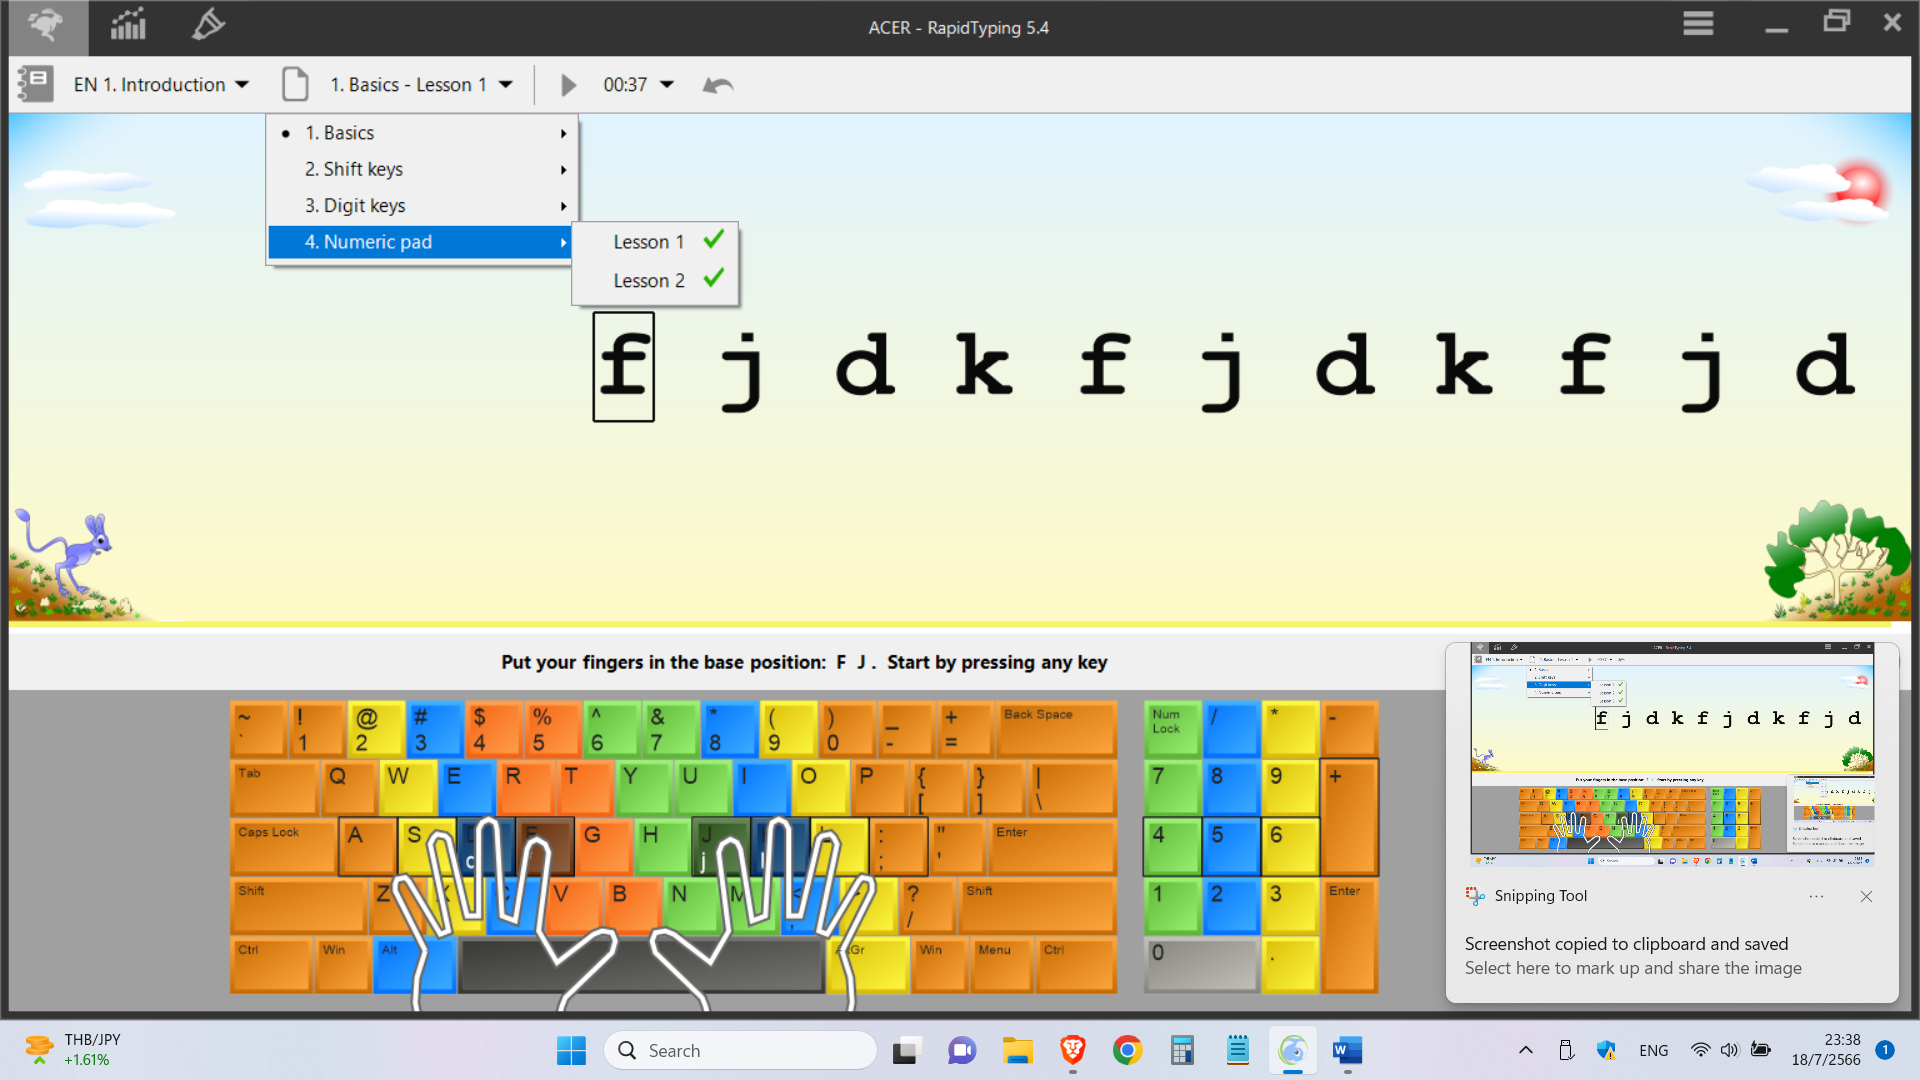 ACER - RapidTyping 5.4
EN 1. Introduction
1. Basics - Lesson 1
00:37
1. Basics
2. Shift keys
3. Digit keys
4. Numeric pad
Lesson 1
Lesson 2
f j d k f j d k f j d
Put your fingers in the base position: F J . Start by pressing any key
~ ! @ # $ % ^ & * ( ) _ + Back Space
` 1 2 3 4 5 6 7 8 9 0 - =
Tab Q W E R T Y U I O P { } |
[ ] \
Caps Lock A S D F G H J : " Enter
d j ; '
Shift Z X C V B N M < ? Shift
, /
Ctrl Win Alt Win Menu Ctrl
Num Lock / * -
7 8 9 +
4 5 6
1 2 3 Enter
0 .
Snipping Tool
Screenshot copied to clipboard and saved
Select here to mark up and share the image
THB/JPY
+1.61%
Search
ENG
23:38
18/7/2566
1